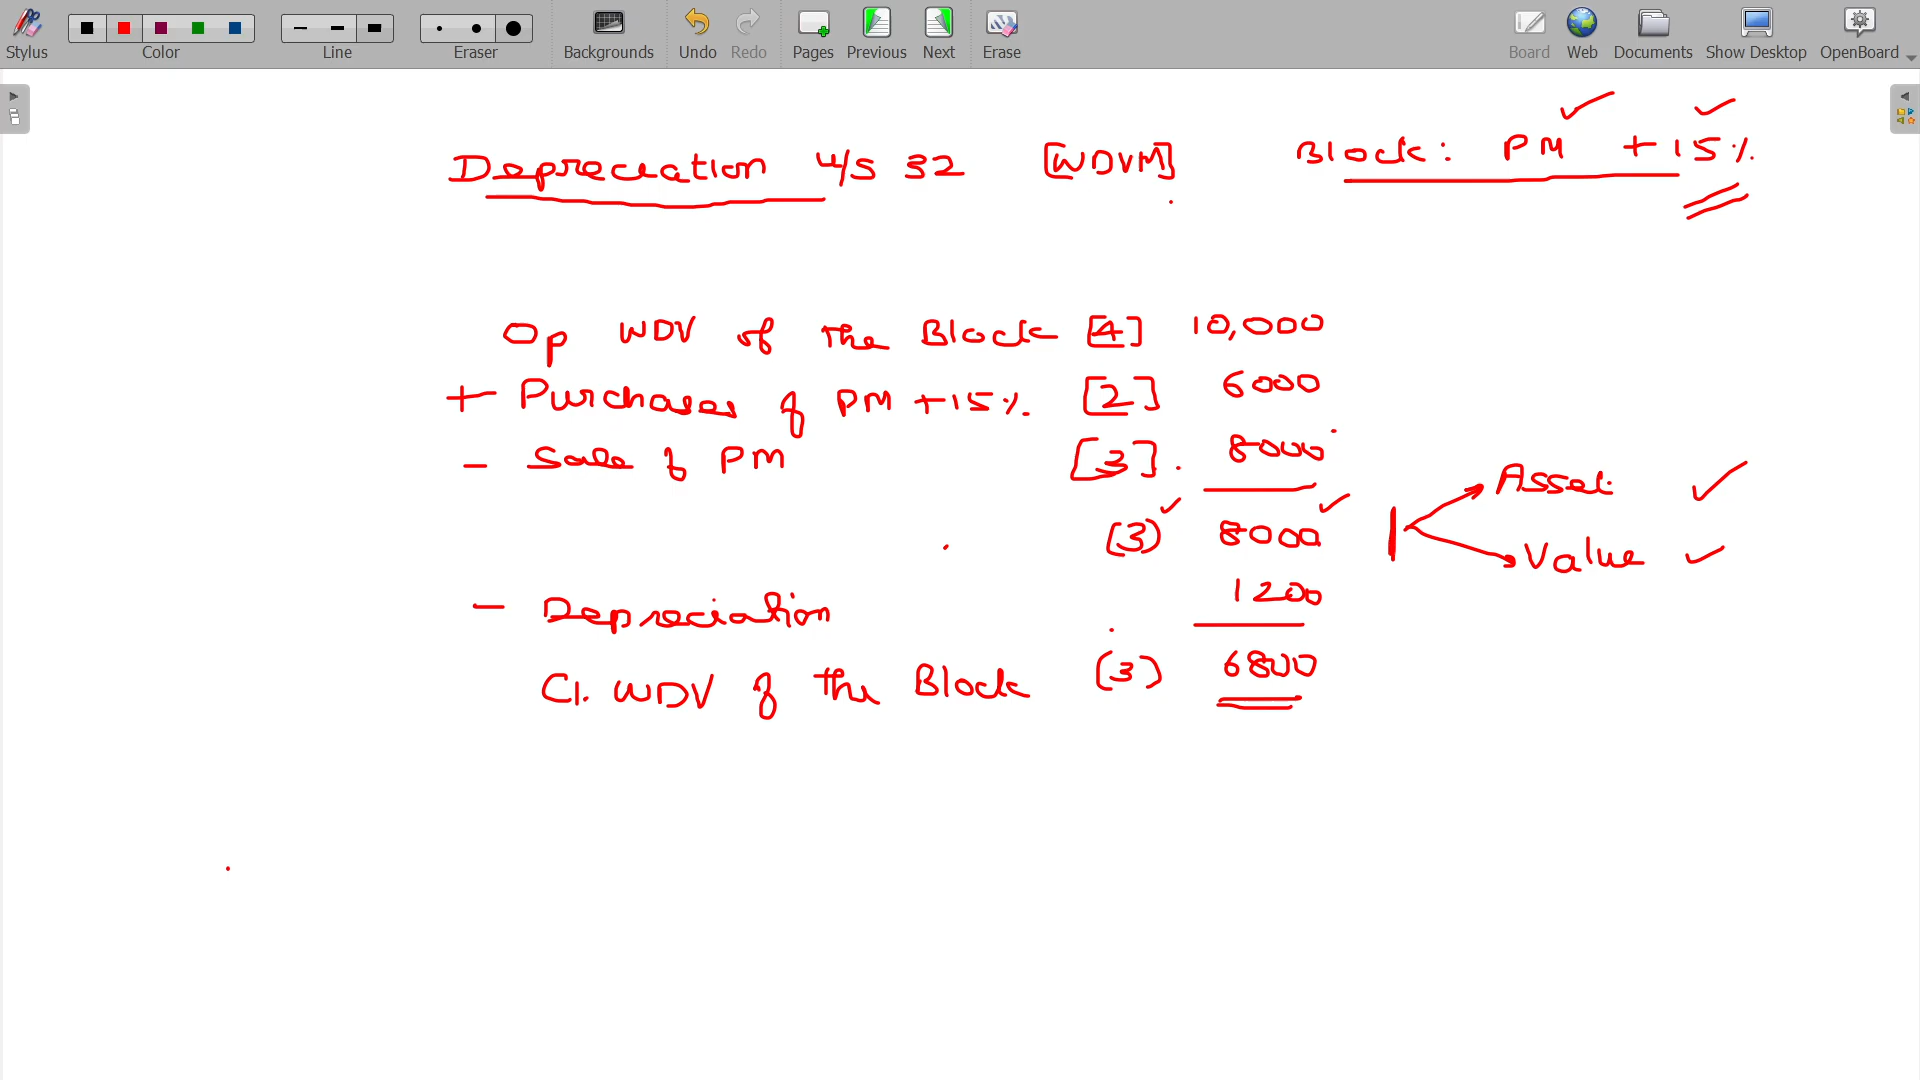 Stylus Color Line Eraser Backgrounds Undo Redo Pages Previous Next Erase Board Web Documents Show Desktop OpenBoard
Depreciation u/s 32 [WDVM] Block: PM + 15%
Op WDV of the Block [4] 10,000
+ Purchases of PM + 15% [2] 6000
- Sale of PM [3] 8000
(3) 8000
Asset
Value
- Depreciation 1200
Cl. WDV of the Block (3) 6800